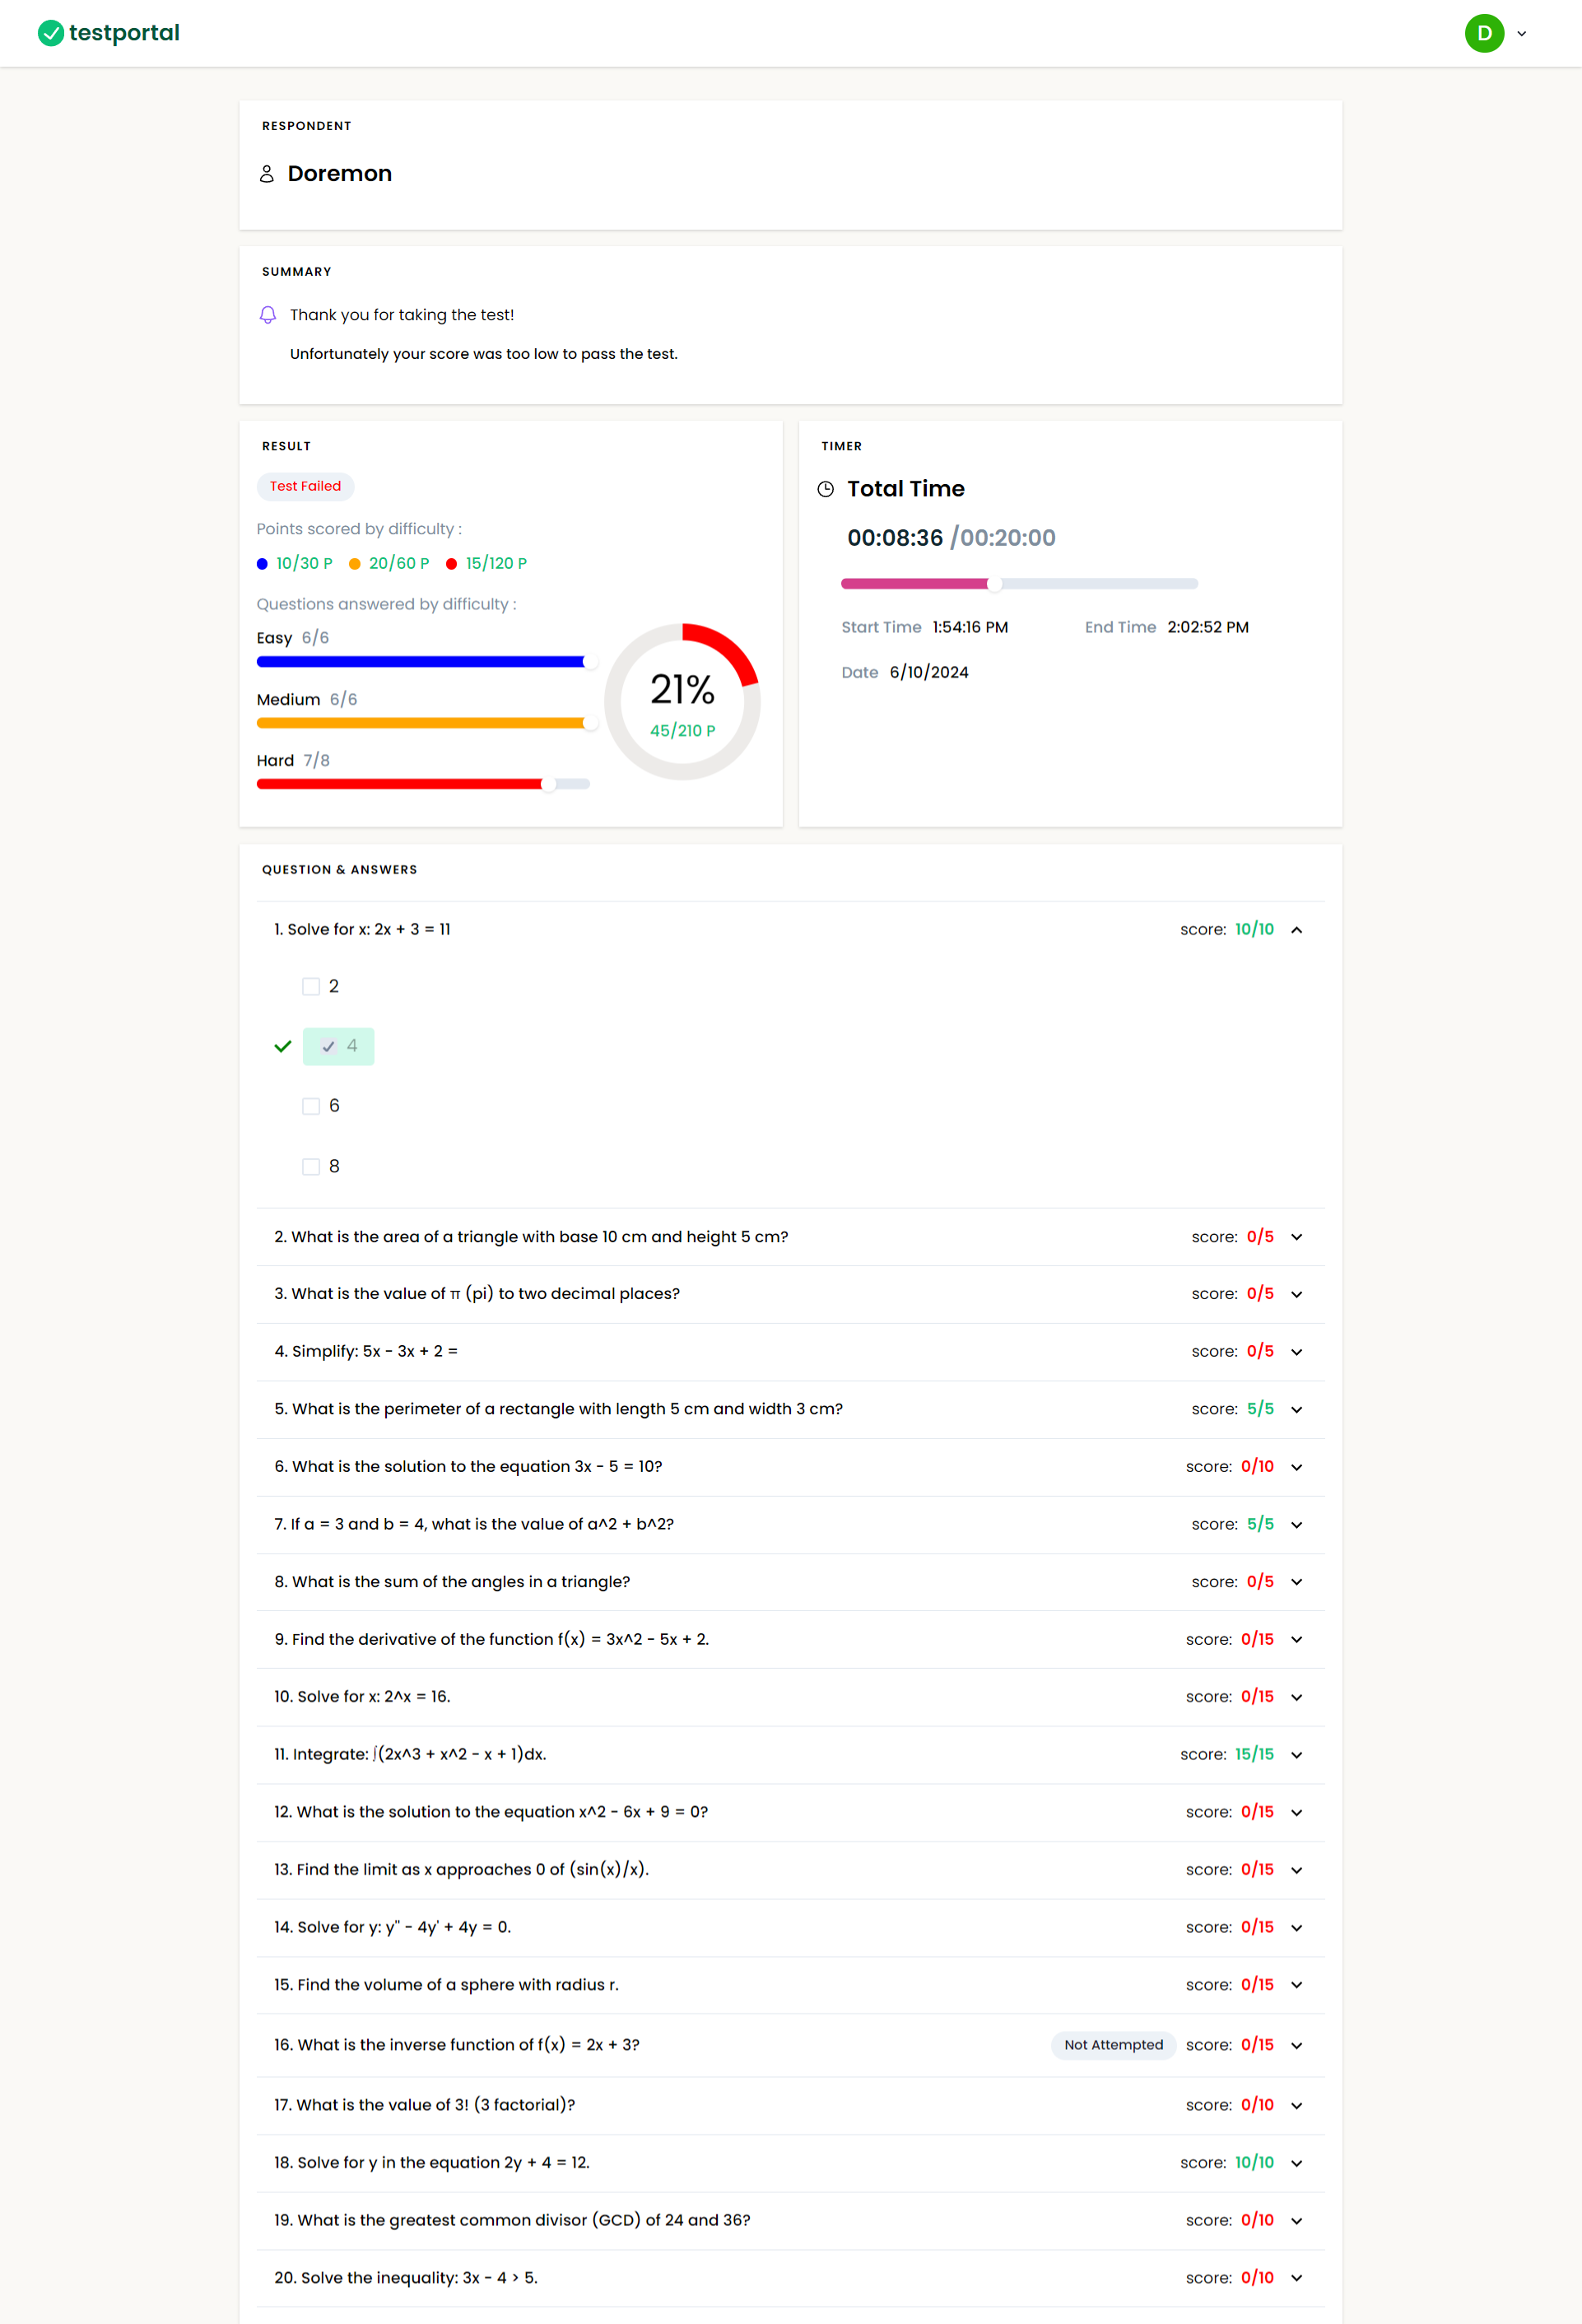 testportal
D
RESPONDENT
Doremon
SUMMARY
Thank you for taking the test!
Unfortunately your score was too low to pass the test.
RESULT
Test Failed
Points scored by difficulty :
10/30 P 20/60 P 15/120 P
Questions answered by difficulty :
Easy 6/6
Medium 6/6
Hard 7/8
21%
45/210 P
TIMER
Total Time
00:08:36 /00:20:00
Start Time 1:54:16 PM End Time 2:02:52 PM
Date 6/10/2024
QUESTION & ANSWERS
1. Solve for x: 2x + 3 = 11 score: 10/10
2
4
6
8
2. What is the area of a triangle with base 10 cm and height 5 cm? score: 0/5
3. What is the value of π (pi) to two decimal places? score: 0/5
4. Simplify: 5x - 3x + 2 = score: 0/5
5. What is the perimeter of a rectangle with length 5 cm and width 3 cm? score: 5/5
6. What is the solution to the equation 3x - 5 = 10? score: 0/10
7. If a = 3 and b = 4, what is the value of a^2 + b^2? score: 5/5
8. What is the sum of the angles in a triangle? score: 0/5
9. Find the derivative of the function f(x) = 3x^2 - 5x + 2. score: 0/15
10. Solve for x: 2^x = 16. score: 0/15
11. Integrate: ∫(2x^3 + x^2 - x + 1)dx. score: 15/15
12. What is the solution to the equation x^2 - 6x + 9 = 0? score: 0/15
13. Find the limit as x approaches 0 of (sin(x)/x). score: 0/15
14. Solve for y: y'' - 4y' + 4y = 0. score: 0/15
15. Find the volume of a sphere with radius r. score: 0/15
16. What is the inverse function of f(x) = 2x + 3? Not Attempted score: 0/15
17. What is the value of 3! (3 factorial)? score: 0/10
18. Solve for y in the equation 2y + 4 = 12. score: 10/10
19. What is the greatest common divisor (GCD) of 24 and 36? score: 0/10
20. Solve the inequality: 3x - 4 > 5. score: 0/10